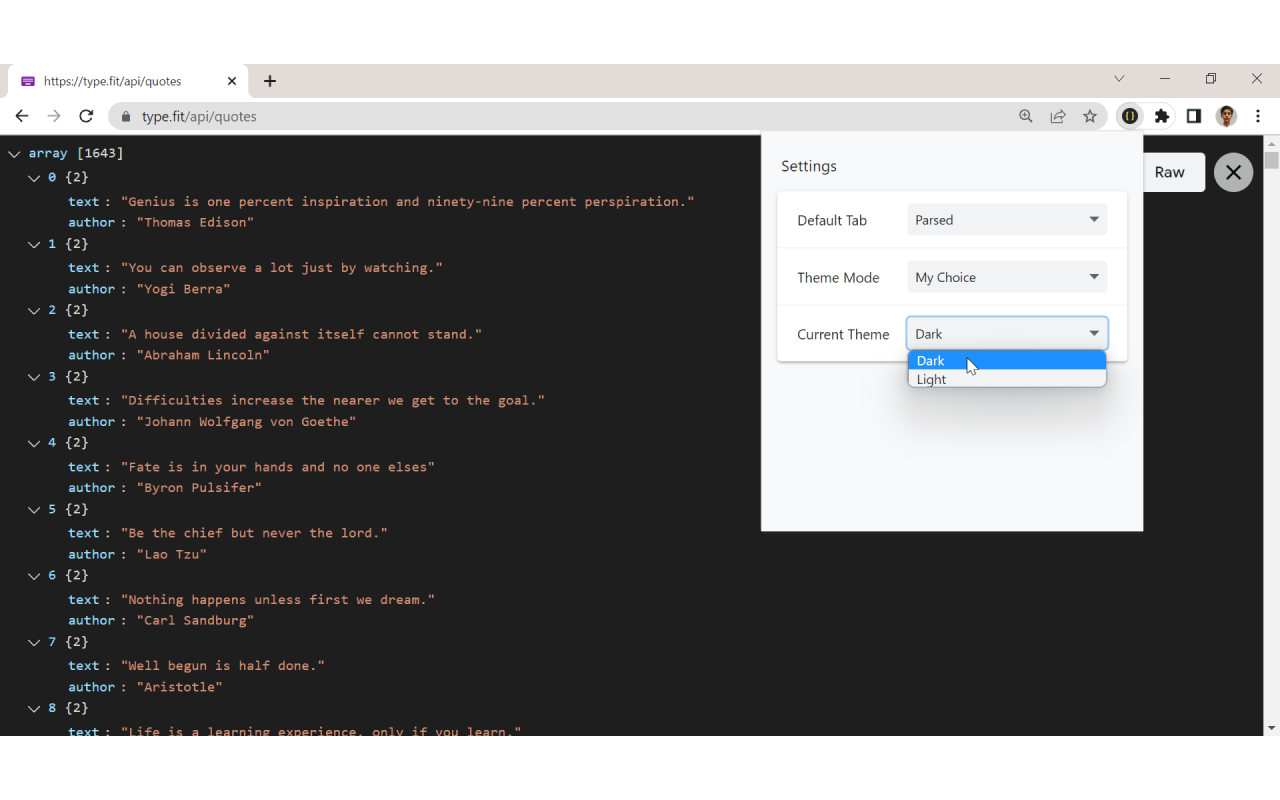 https://type.fit/api/quotes
type.fit/api/quotes
array [1643]
0 {2}
text : "Genius is one percent inspiration and ninety-nine percent perspiration."
author : "Thomas Edison"
1 {2}
text : "You can observe a lot just by watching."
author : "Yogi Berra"
2 {2}
text : "A house divided against itself cannot stand."
author : "Abraham Lincoln"
3 {2}
text : "Difficulties increase the nearer we get to the goal."
author : "Johann Wolfgang von Goethe"
4 {2}
text : "Fate is in your hands and no one elses"
author : "Byron Pulsifer"
5 {2}
text : "Be the chief but never the lord."
author : "Lao Tzu"
6 {2}
text : "Nothing happens unless first we dream."
author : "Carl Sandburg"
7 {2}
text : "Well begun is half done."
author : "Aristotle"
8 {2}
text : "Life is a learning experience, only if you learn."
Settings
Default Tab Parsed
Theme Mode My Choice
Current Theme Dark
Dark
Light
Raw